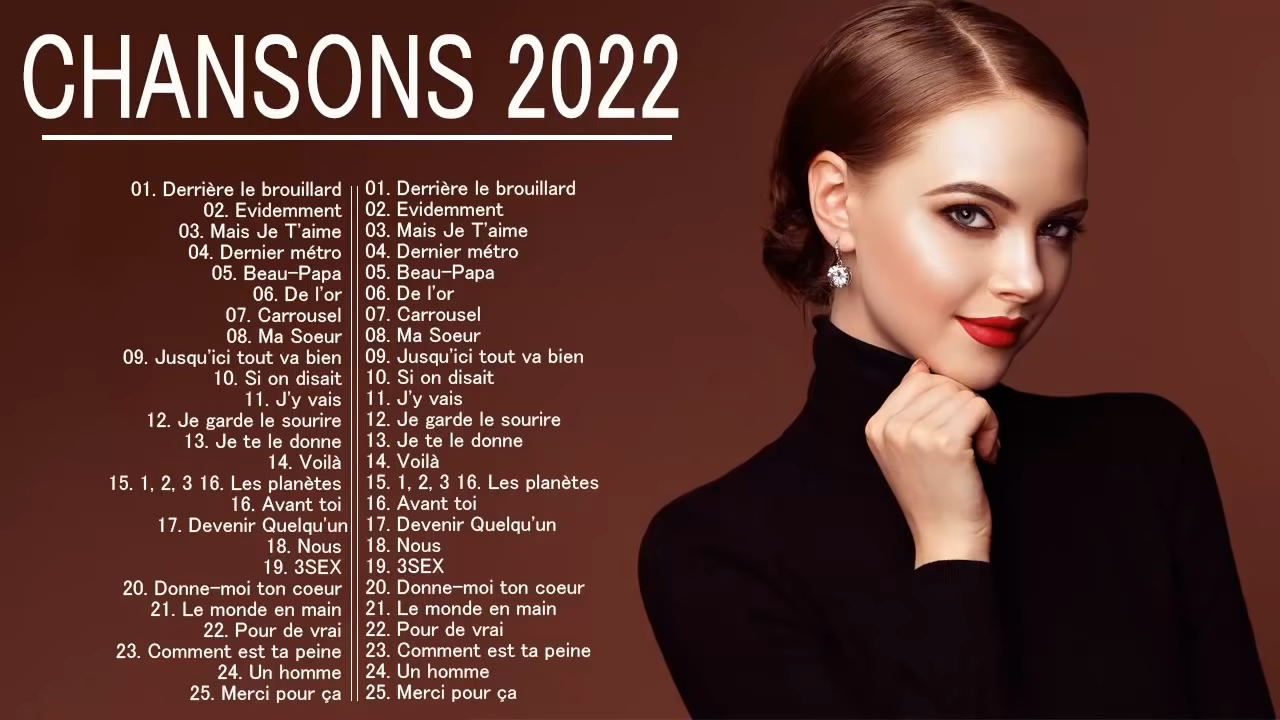 CHANSONS 2022
01. Derrière le brouillard
02. Evidemment
03. Mais Je T'aime
04. Dernier métro
05. Beau-Papa
06. De l'or
07. Carrousel
08. Ma Soeur
09. Jusqu'ici tout va bien
10. Si on disait
11. J'y vais
12. Je garde le sourire
13. Je te le donne
14. Voilà
15. 1, 2, 3 16. Les planètes
16. Avant toi
17. Devenir Quelqu'un
18. Nous
19. 3SEX
20. Donne-moi ton coeur
21. Le monde en main
22. Pour de vrai
23. Comment est ta peine
24. Un homme
25. Merci pour ça
01. Derrière le brouillard
02. Evidemment
03. Mais Je T'aime
04. Dernier métro
05. Beau-Papa
06. De l'or
07. Carrousel
08. Ma Soeur
09. Jusqu'ici tout va bien
10. Si on disait
11. J'y vais
12. Je garde le sourire
13. Je te le donne
14. Voilà
15. 1, 2, 3 16. Les planètes
16. Avant toi
17. Devenir Quelqu'un
18. Nous
19. 3SEX
20. Donne-moi ton coeur
21. Le monde en main
22. Pour de vrai
23. Comment est ta peine
24. Un homme
25. Merci pour ça